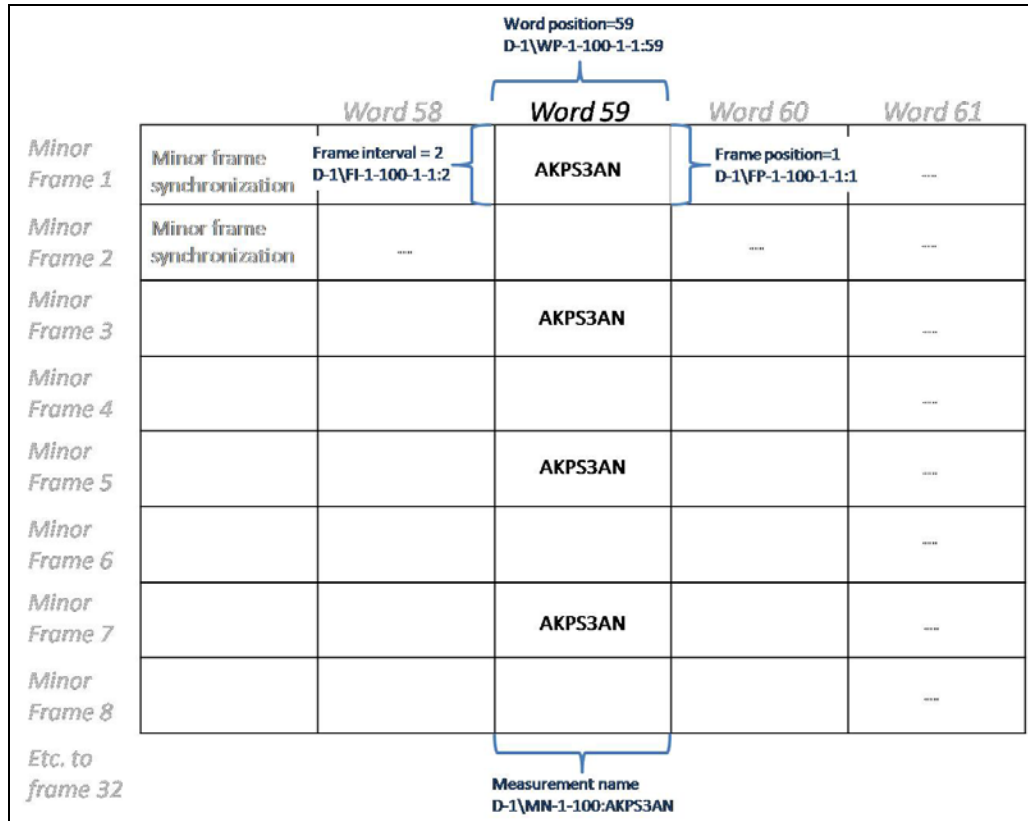 Word position=59
D-1\WP-1-100-1-1:59
Word 58 Word 59 Word 60 Word 61
Minor
Frame 1
Minor frame
synchronization
Frame interval = 2
D-1\FI-1-100-1-1:2
AKPS3AN
Frame position=1
D-1\FP-1-100-1-1:1
....
Minor
Frame 2
Minor frame
synchronization
....
....
....
Minor
Frame 3
AKPS3AN
....
Minor
Frame 4
....
Minor
Frame 5
AKPS3AN
....
Minor
Frame 6
....
Minor
Frame 7
AKPS3AN
....
Minor
Frame 8
....
Etc. to
frame 32
Measurement name
D-1\MN-1-100:AKPS3AN